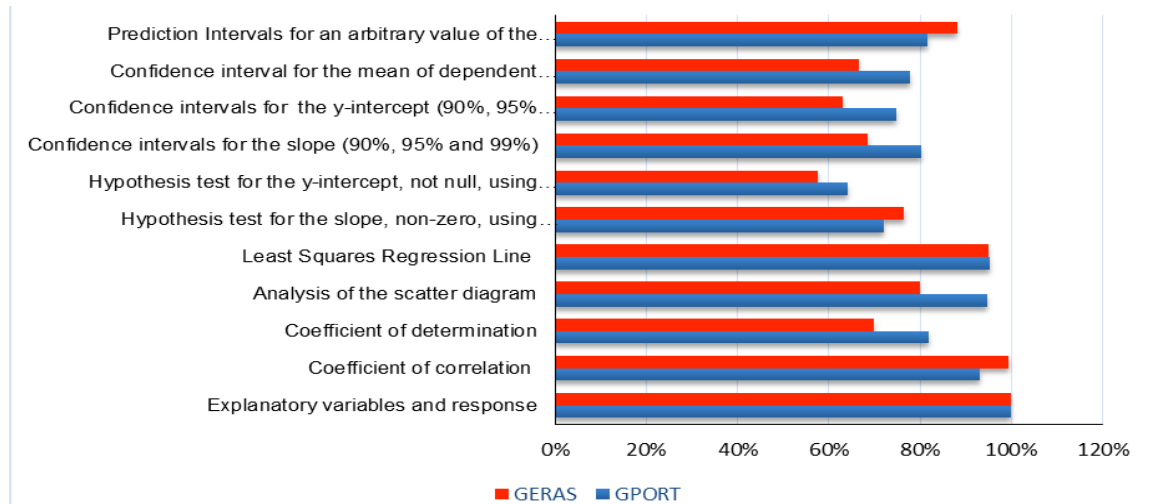 Prediction Intervals for an arbitrary value of the...
Confidence interval for the mean of dependent...
Confidence intervals for the y-intercept (90%, 95%...
Confidence intervals for the slope (90%, 95% and 99%)
Hypothesis test for the y-intercept, not null, using...
Hypothesis test for the slope, non-zero, using...
Least Squares Regression Line
Analysis of the scatter diagram
Coefficient of determination
Coefficient of correlation
Explanatory variables and response
0% 20% 40% 60% 80% 100% 120%
GERAS GPORT